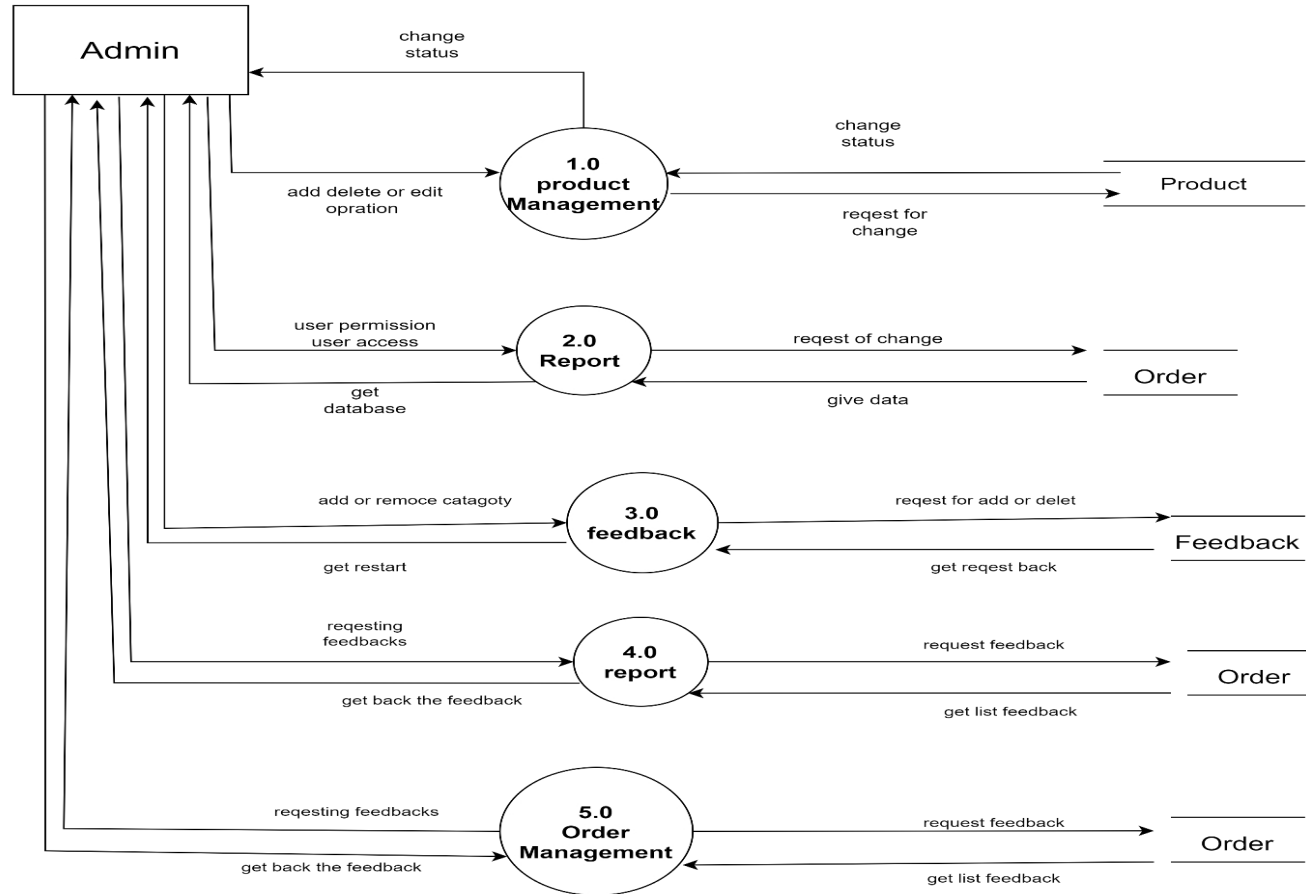 Admin
change
status
1.0
product
Management
add delete or edit
opration
change
status
Product
reqest for
change
user permission
user access
2.0
Report
reqest of change
Order
get
database
give data
add or remoce catagoty
3.0
feedback
reqest for add or delet
Feedback
get restart
get reqest back
reqesting
feedbacks
4.0
report
request feedback
Order
get back the feedback
get list feedback
reqesting feedbacks
5.0
Order
Management
request feedback
Order
get back the feedback
get list feedback